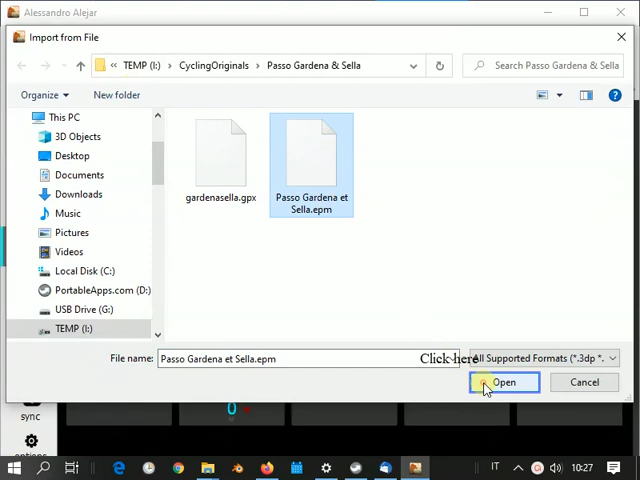 Alessandro Alejar
Import from File
« TEMP (I:) > CyclingOriginals > Passo Gardena & Sella
Search Passo Gardena & Sella
Organize
New folder
This PC
3D Objects
Desktop
Documents
Downloads
Music
Pictures
Videos
Local Disk (C:)
PortableApps.com (D:)
USB Drive (G:)
TEMP (I:)
gardenasella.gpx
Passo Gardena et
Sella.epm
File name:
Passo Gardena et Sella.epm
Click here
All Supported Formats (*.3dp *.
Open
Cancel
sync
0
options
IT
10:27